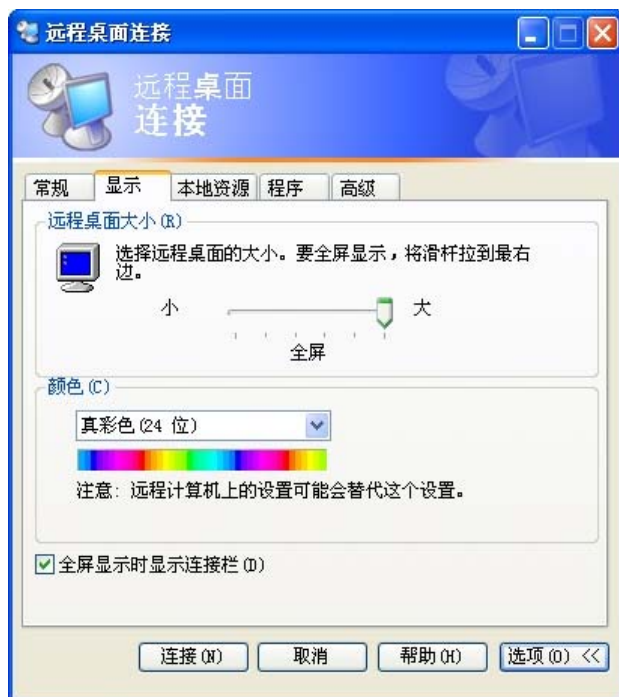 远程桌面连接
远程桌面
连接
常规 显示 本地资源 程序 高级
远程桌面大小(R)
选择远程桌面的大小。要全屏显示，将滑杆拉到最右
边。
小 大
全屏
颜色(C)
真彩色(24 位)
注意: 远程计算机上的设置可能会替代这个设置。
全屏显示时显示连接栏(D)
连接(N) 取消 帮助(H) 选项(O) <<